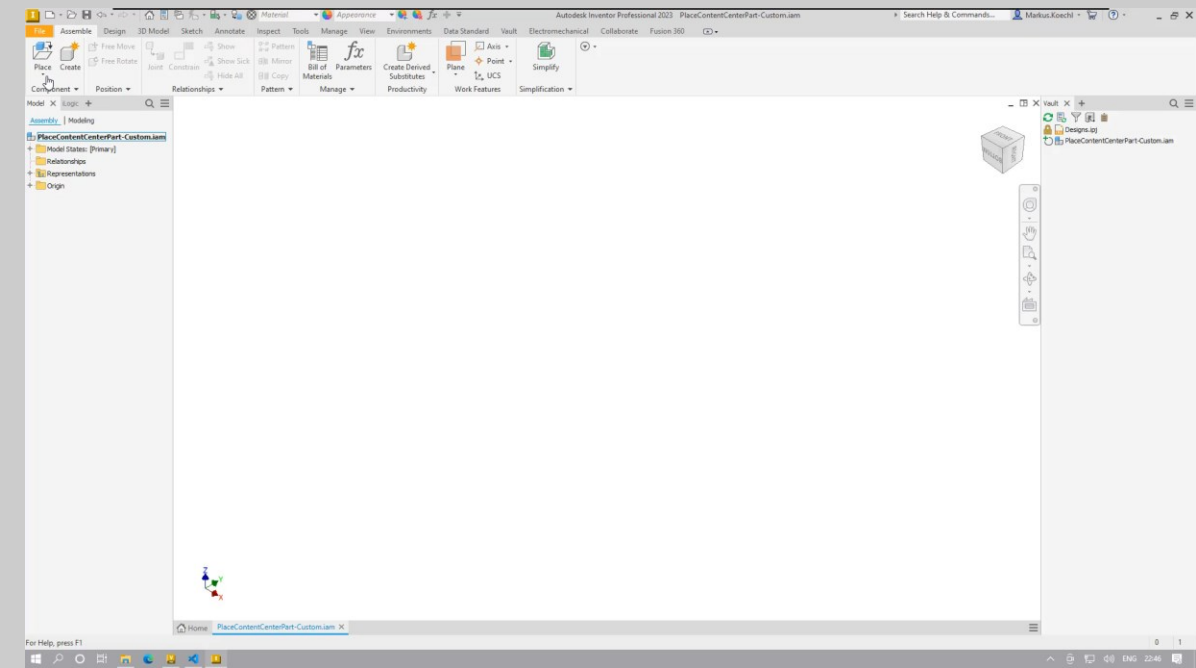 Material
Appearance
Autodesk Inventor Professional 2023 PlaceContentCenterPart-Custom.iam
Search Help & Commands...
Markus.Koechl
File Assemble Design 3D Model Sketch Annotate Inspect Tools Manage View Environments Data Standard Vault Electromechanical Collaborate Fusion 360
Place
Create
Free Move
Free Rotate
Joint
Constrain
Show
Show Sick
Hide All
Pattern
Mirror
Copy
Bill of Materials
fx
Parameters
Create Derived Substitutes
Plane
Axis
Point
UCS
Simplify
Component Position Relationships Pattern Manage Productivity Work Features Simplification
Model iLogic
Assembly | Modeling
PlaceContentCenterPart-Custom.iam
Model States: [Primary]
Relationships
Representations
Origin
Vault
Designs.ipj
PlaceContentCenterPart-Custom.iam
FRONT
RIGHT
Z
Y
X
Home PlaceContentCenterPart-Custom.iam
For Help, press F1
0 1
ENG 22:46